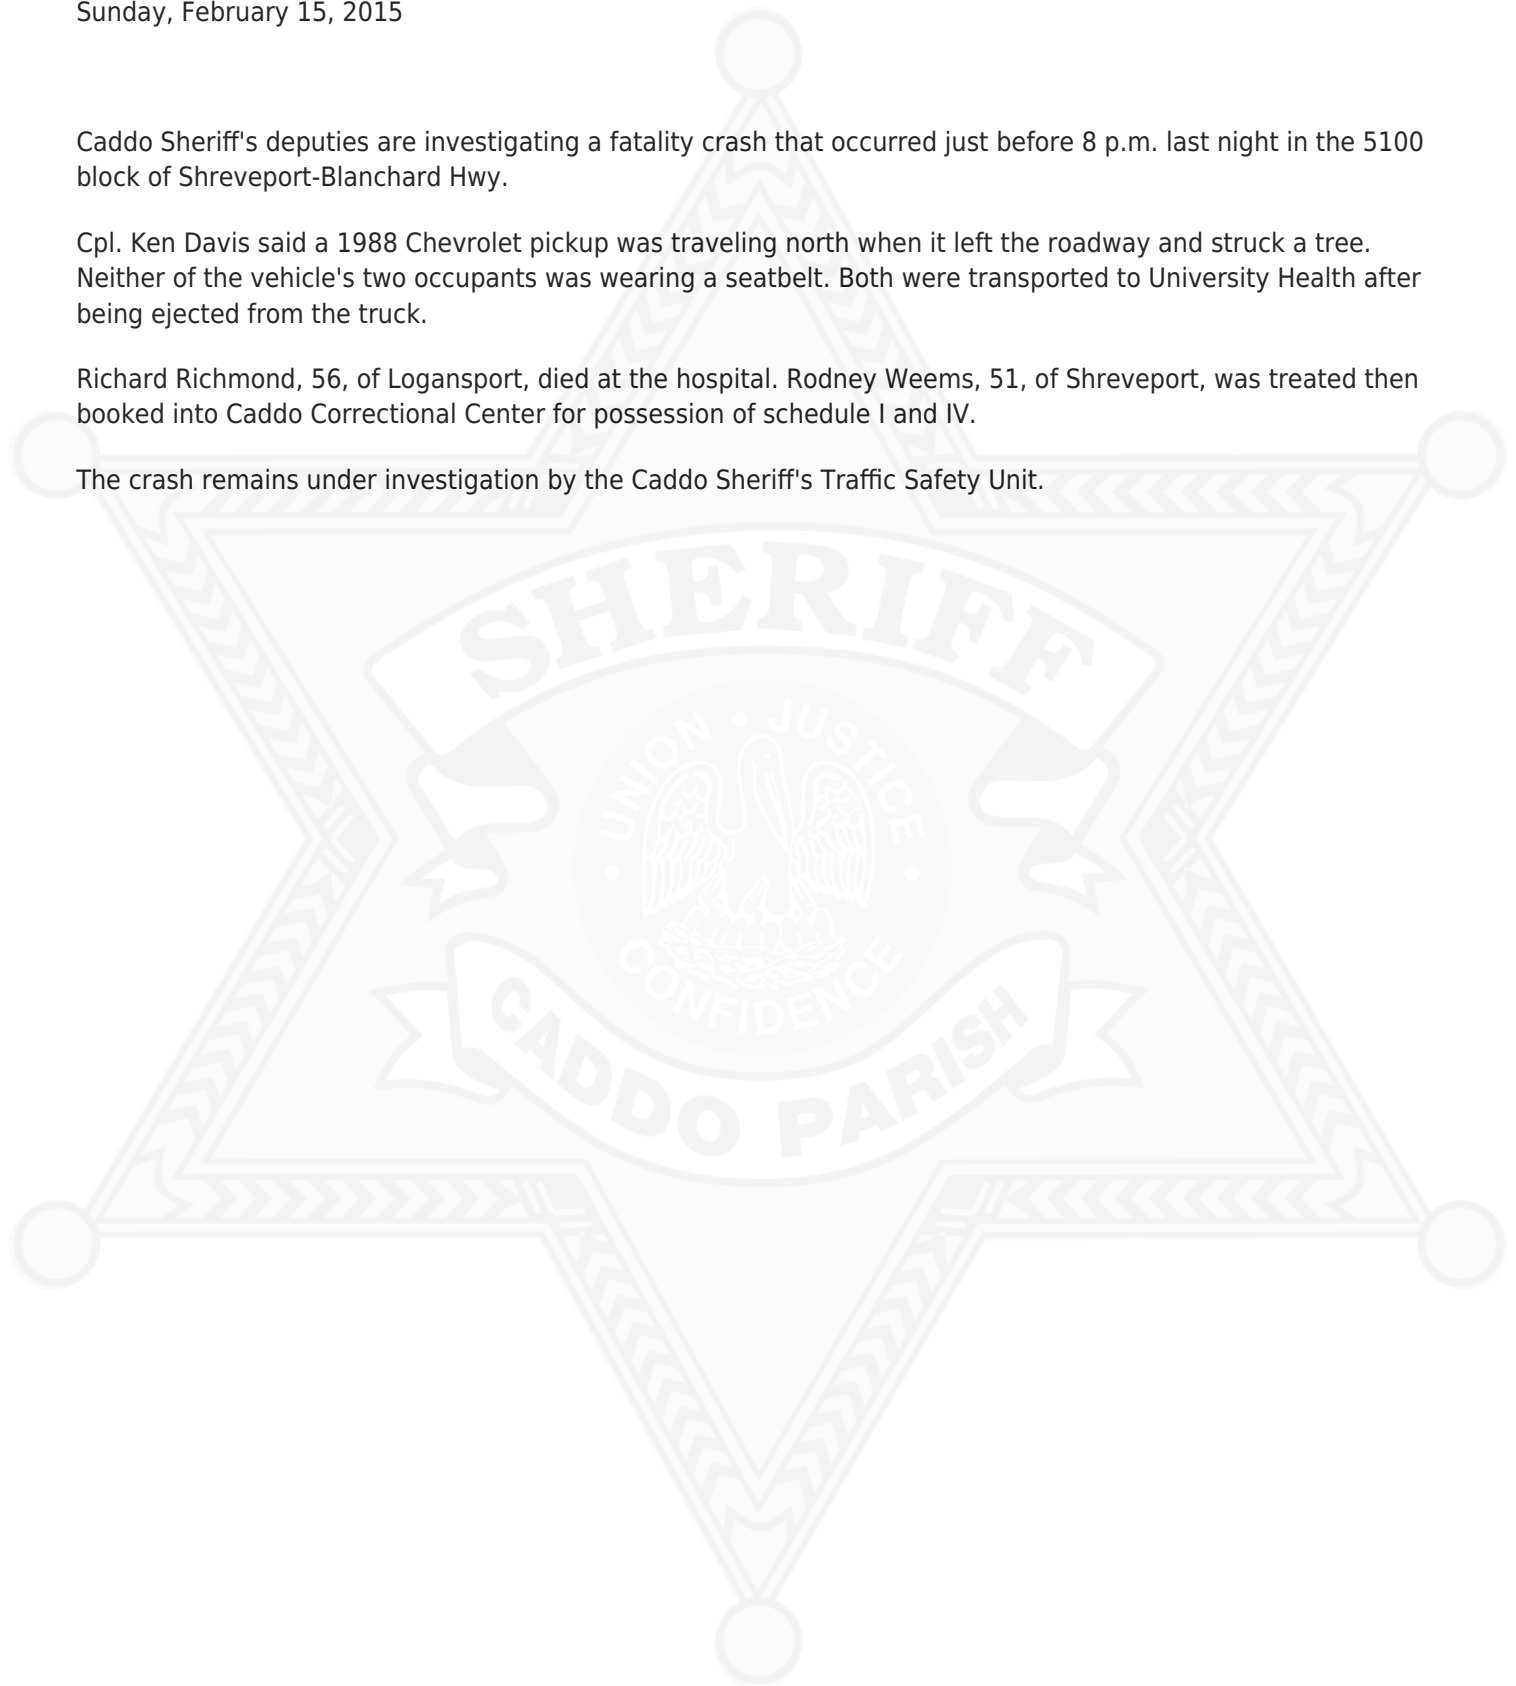 Sunday, February 15, 2015
Caddo Sheriff's deputies are investigating a fatality crash that occurred just before 8 p.m. last night in the 5100
block of Shreveport-Blanchard Hwy.
Cpl. Ken Davis said a 1988 Chevrolet pickup was traveling north when it left the roadway and struck a tree.
Neither of the vehicle's two occupants was wearing a seatbelt. Both were transported to University Health after
being ejected from the truck.
Richard Richmond, 56, of Logansport, died at the hospital. Rodney Weems, 51, of Shreveport, was treated then
booked into Caddo Correctional Center for possession of schedule I and IV.
The crash remains under investigation by the Caddo Sheriff's Traffic Safety Unit.
SHERIFF
UNION • JUSTICE
• CONFIDENCE •
CADDO PARISH